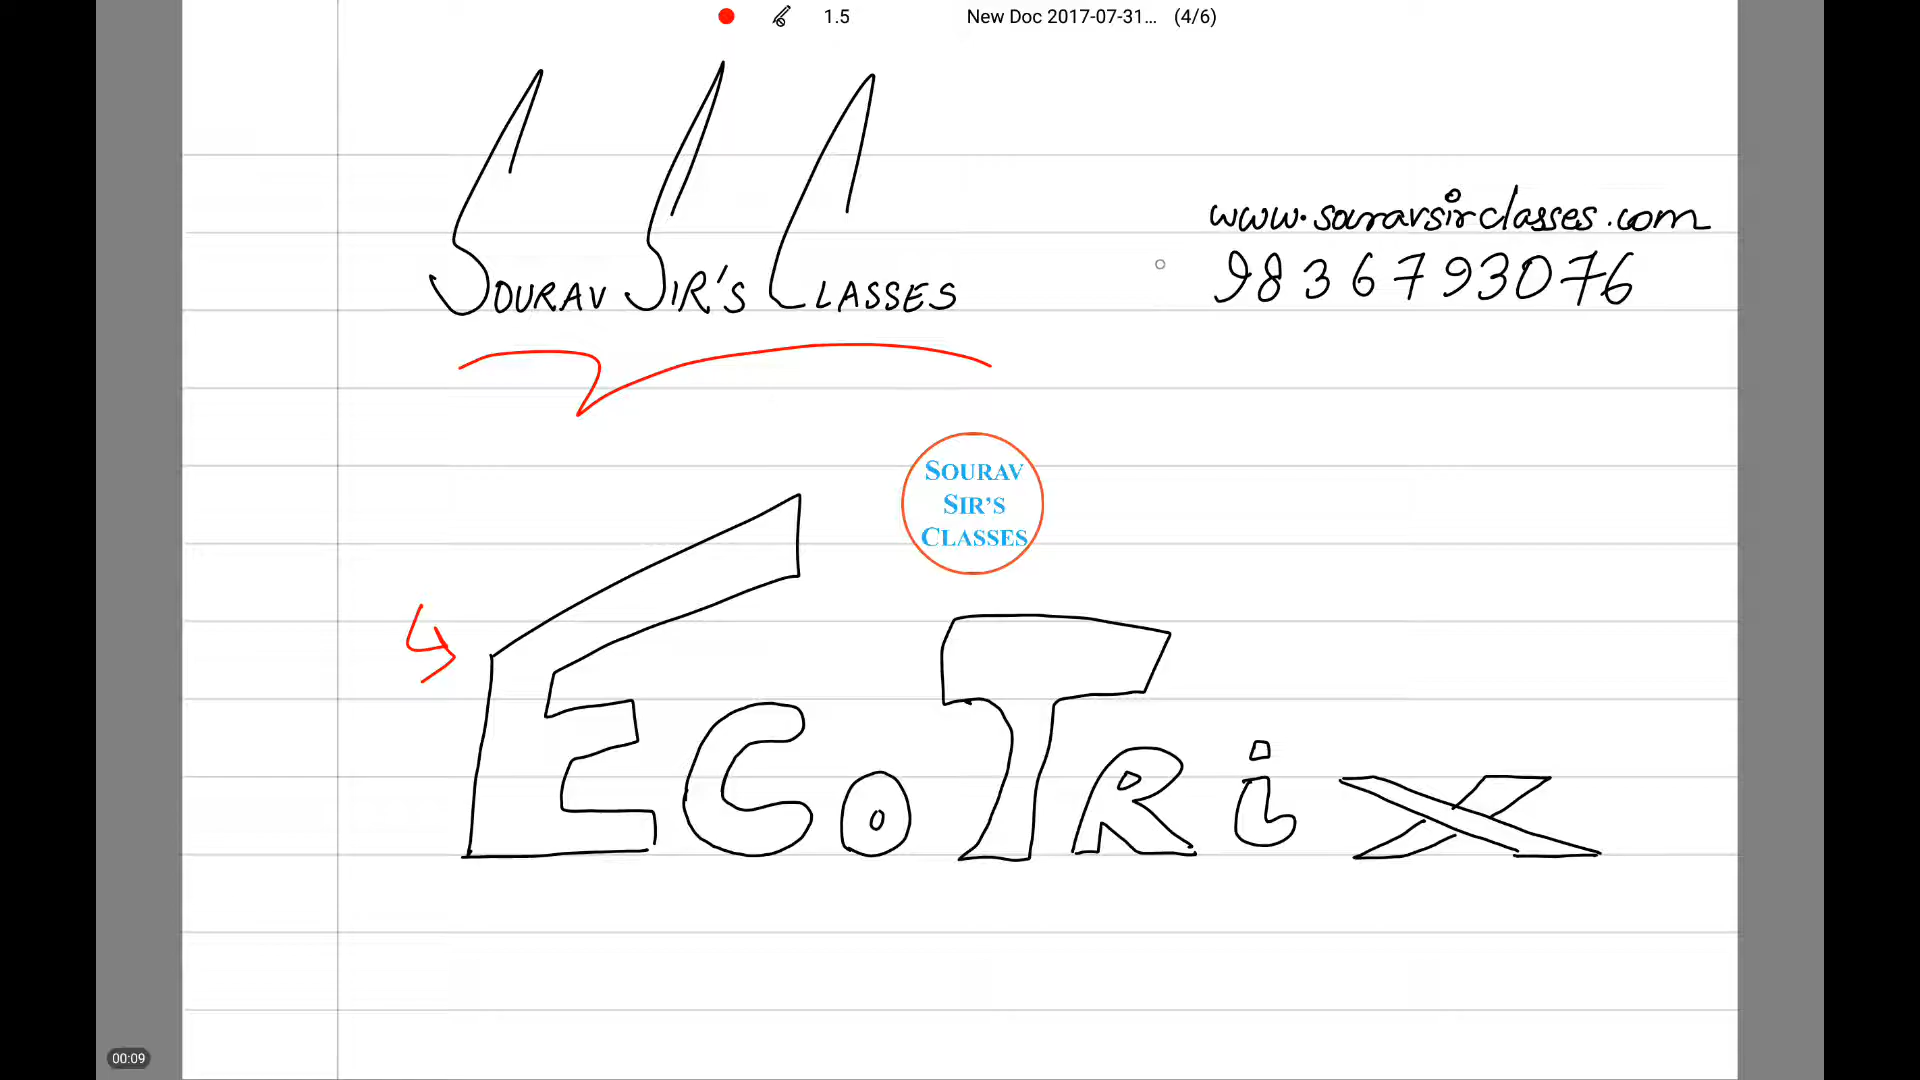 1.5 New Doc 2017-07-31... (4/6)
www.souravsirclasses.com
SOURAV SIR'S CLASSES
9836793076
SOURAV
SIR'S
CLASSES
ECoTRix
00:09